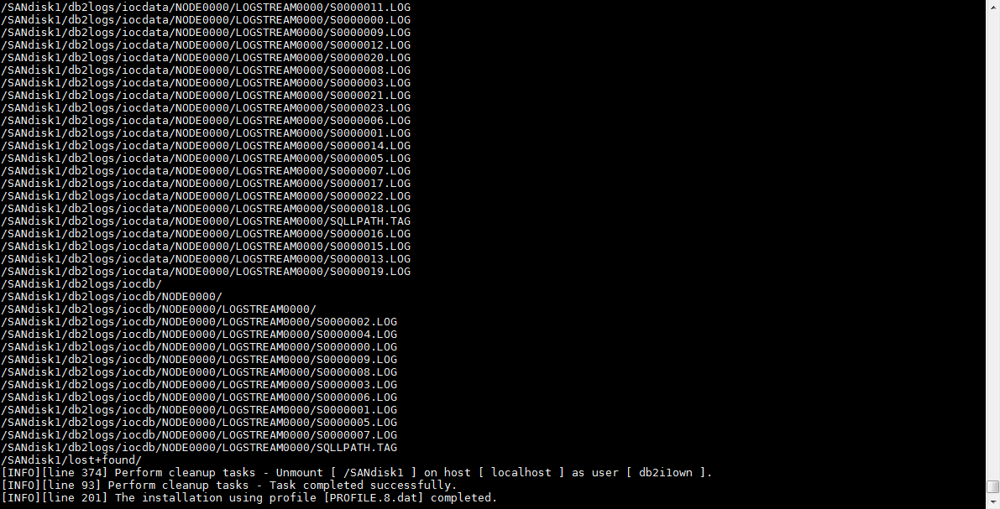 /SANdisk1/db2logs/iocdata/NODE0000/LOGSTREAM0000/S0000011.LOG
/SANdisk1/db2logs/iocdata/NODE0000/LOGSTREAM0000/S0000000.LOG
/SANdisk1/db2logs/iocdata/NODE0000/LOGSTREAM0000/S0000009.LOG
/SANdisk1/db2logs/iocdata/NODE0000/LOGSTREAM0000/S0000012.LOG
/SANdisk1/db2logs/iocdata/NODE0000/LOGSTREAM0000/S0000020.LOG
/SANdisk1/db2logs/iocdata/NODE0000/LOGSTREAM0000/S0000008.LOG
/SANdisk1/db2logs/iocdata/NODE0000/LOGSTREAM0000/S0000003.LOG
/SANdisk1/db2logs/iocdata/NODE0000/LOGSTREAM0000/S0000021.LOG
/SANdisk1/db2logs/iocdata/NODE0000/LOGSTREAM0000/S0000023.LOG
/SANdisk1/db2logs/iocdata/NODE0000/LOGSTREAM0000/S0000006.LOG
/SANdisk1/db2logs/iocdata/NODE0000/LOGSTREAM0000/S0000001.LOG
/SANdisk1/db2logs/iocdata/NODE0000/LOGSTREAM0000/S0000014.LOG
/SANdisk1/db2logs/iocdata/NODE0000/LOGSTREAM0000/S0000005.LOG
/SANdisk1/db2logs/iocdata/NODE0000/LOGSTREAM0000/S0000007.LOG
/SANdisk1/db2logs/iocdata/NODE0000/LOGSTREAM0000/S0000017.LOG
/SANdisk1/db2logs/iocdata/NODE0000/LOGSTREAM0000/S0000022.LOG
/SANdisk1/db2logs/iocdata/NODE0000/LOGSTREAM0000/S0000018.LOG
/SANdisk1/db2logs/iocdata/NODE0000/LOGSTREAM0000/SQLLPATH.TAG
/SANdisk1/db2logs/iocdata/NODE0000/LOGSTREAM0000/S0000016.LOG
/SANdisk1/db2logs/iocdata/NODE0000/LOGSTREAM0000/S0000015.LOG
/SANdisk1/db2logs/iocdata/NODE0000/LOGSTREAM0000/S0000013.LOG
/SANdisk1/db2logs/iocdata/NODE0000/LOGSTREAM0000/S0000019.LOG
/SANdisk1/db2logs/iocdb/
/SANdisk1/db2logs/iocdb/NODE0000/
/SANdisk1/db2logs/iocdb/NODE0000/LOGSTREAM0000/
/SANdisk1/db2logs/iocdb/NODE0000/LOGSTREAM0000/S0000002.LOG
/SANdisk1/db2logs/iocdb/NODE0000/LOGSTREAM0000/S0000004.LOG
/SANdisk1/db2logs/iocdb/NODE0000/LOGSTREAM0000/S0000000.LOG
/SANdisk1/db2logs/iocdb/NODE0000/LOGSTREAM0000/S0000009.LOG
/SANdisk1/db2logs/iocdb/NODE0000/LOGSTREAM0000/S0000008.LOG
/SANdisk1/db2logs/iocdb/NODE0000/LOGSTREAM0000/S0000003.LOG
/SANdisk1/db2logs/iocdb/NODE0000/LOGSTREAM0000/S0000006.LOG
/SANdisk1/db2logs/iocdb/NODE0000/LOGSTREAM0000/S0000001.LOG
/SANdisk1/db2logs/iocdb/NODE0000/LOGSTREAM0000/S0000005.LOG
/SANdisk1/db2logs/iocdb/NODE0000/LOGSTREAM0000/S0000007.LOG
/SANdisk1/db2logs/iocdb/NODE0000/LOGSTREAM0000/SQLLPATH.TAG
/SANdisk1/lost+found/
[INFO][line 374] Perform cleanup tasks - Unmount [ /SANdisk1 ] on host [ localhost ] as user [ db2i1own ].
[INFO][line 93] Perform cleanup tasks - Task completed successfully.
[INFO][line 201] The installation using profile [PROFILE.8.dat] completed.